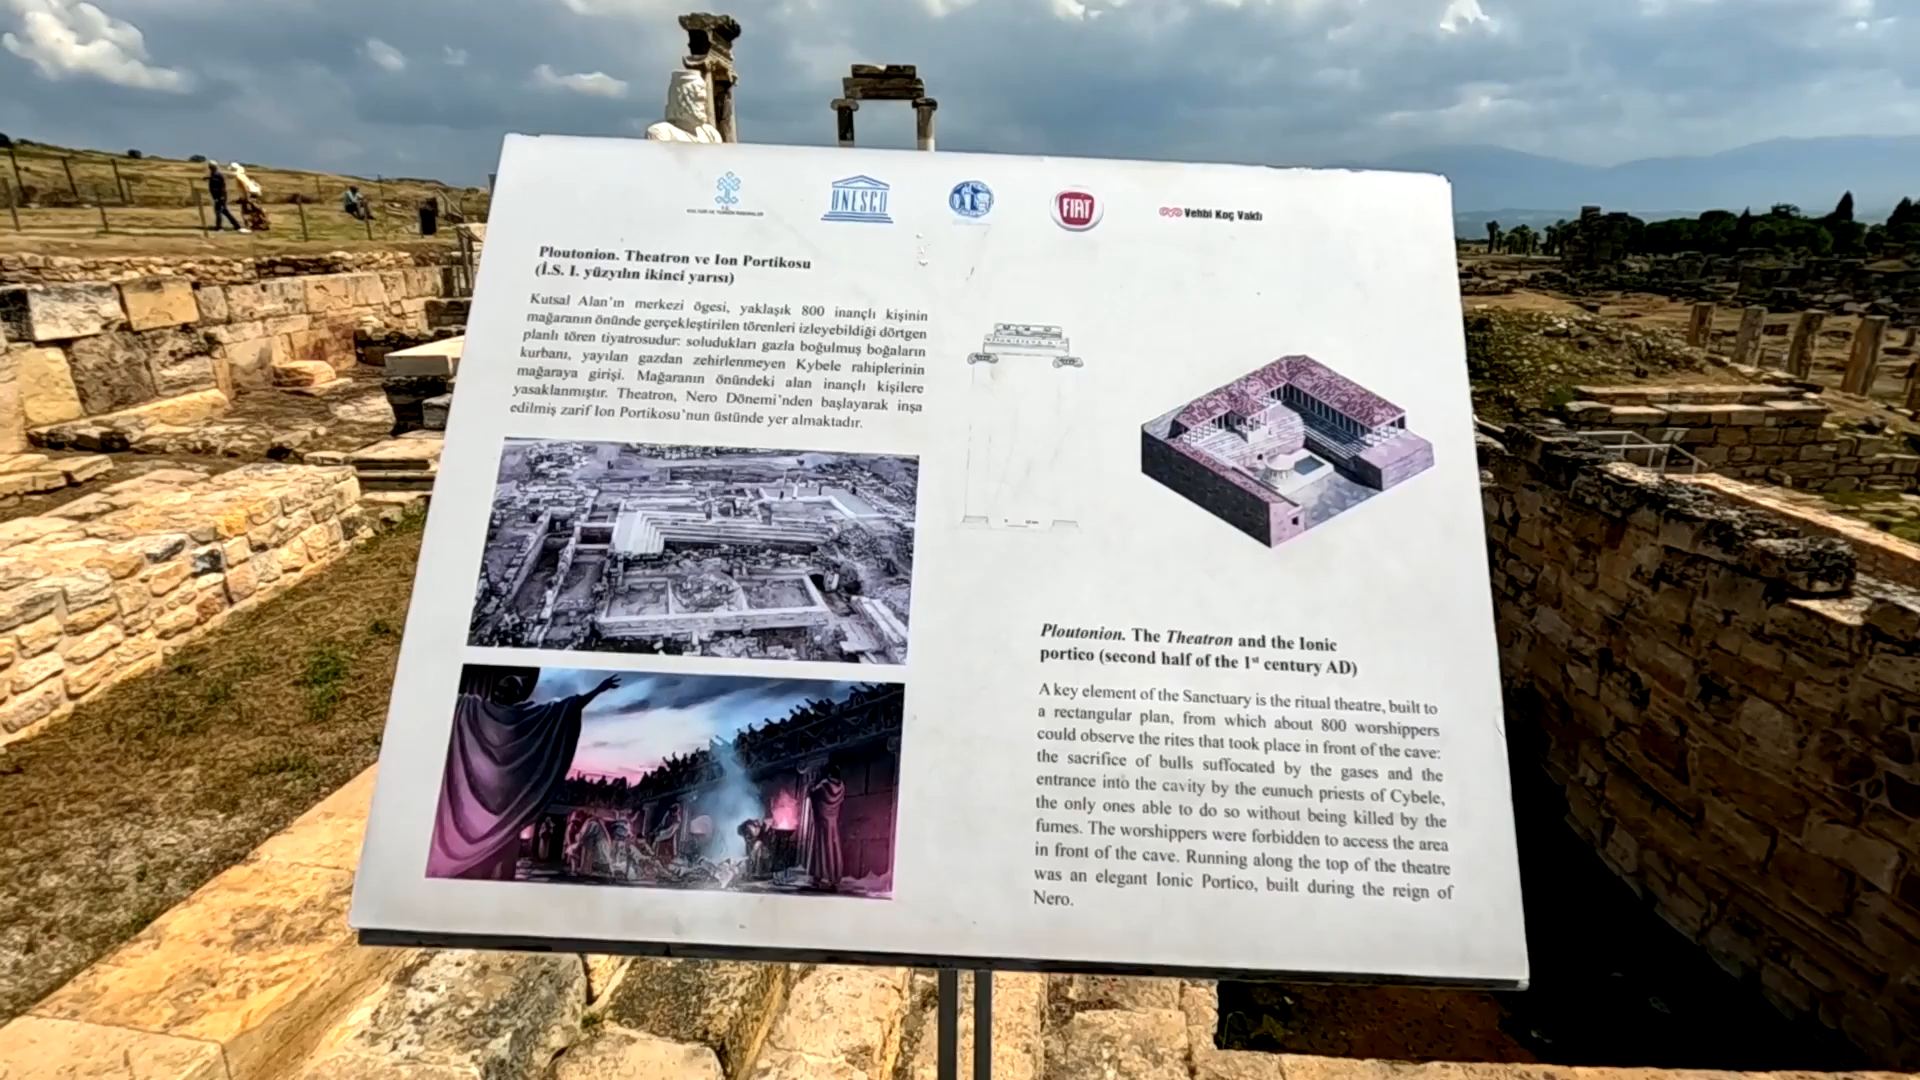 UNESCO
FIAT
Vehbi Koç Vakfı
Ploutonion. Theatron ve Ion Portikosu
(İ.S. I. yüzyılın ikinci yarısı)
Kutsal Alan'ın merkezi ögesi, yaklaşık 800 inançlı kişinin
mağaranın önünde gerçekleştirilen törenleri izleyebildiği dörtgen
planlı tören tiyatrosudur: soludukları gazla boğulmuş boğaların
kurbanı, yayılan gazdan zehirlenmeyen Kybele rahiplerinin
mağaraya girişi. Mağaranın önündeki alan inançlı kişilere
yasaklanmıştır. Theatron, Nero Dönemi'nden başlayarak inşa
edilmiş zarif Ion Portikosu'nun üstünde yer almaktadır.
Ploutonion. The Theatron and the Ionic
portico (second half of the 1st century AD)
A key element of the Sanctuary is the ritual theatre, built to
a rectangular plan, from which about 800 worshippers
could observe the rites that took place in front of the cave:
the sacrifice of bulls suffocated by the gases and the
entrance into the cavity by the eunuch priests of Cybele,
the only ones able to do so without being killed by the
fumes. The worshippers were forbidden to access the area
in front of the cave. Running along the top of the theatre
was an elegant Ionic Portico, built during the reign of
Nero.